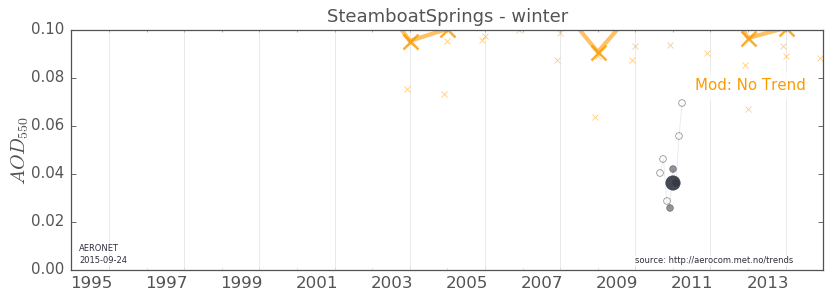 SteamboatSprings - winter
0.10
0.08
0.06
0.04
0.02
0.00
AOD550
Mod: No Trend
AERONET
2015-09-24
source: http://aerocom.met.no/trends
1995 1997 1999 2001 2003 2005 2007 2009 2011 2013